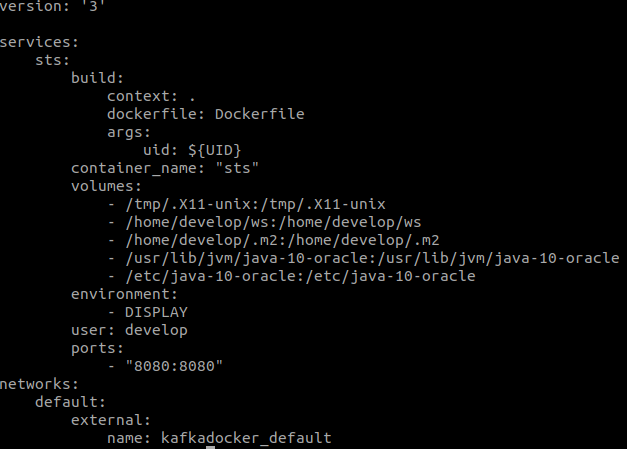 version: '3'

services:
    sts:
        build:
            context: .
            dockerfile: Dockerfile
            args:
                uid: ${UID}
        container_name: "sts"
        volumes:
            - /tmp/.X11-unix:/tmp/.X11-unix
            - /home/develop/ws:/home/develop/ws
            - /home/develop/.m2:/home/develop/.m2
            - /usr/lib/jvm/java-10-oracle:/usr/lib/jvm/java-10-oracle
            - /etc/java-10-oracle:/etc/java-10-oracle
        environment:
            - DISPLAY
        user: develop
        ports:
            - "8080:8080"
networks:
    default:
        external:
            name: kafkadocker_default